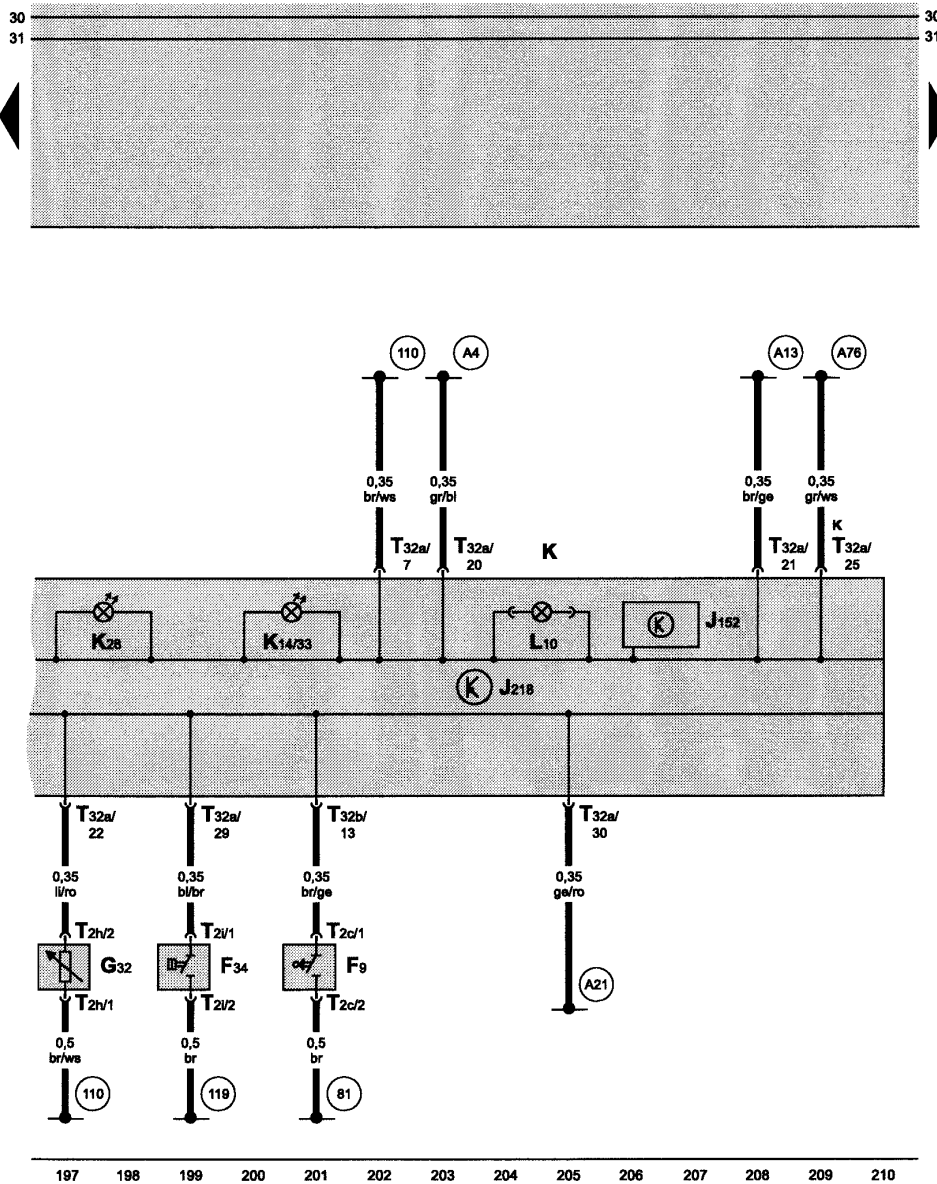 30 30
31 31
110 A4 A13 A76
0,35 0,35 0,35 0,35
br/ws gr/bl br/ge gr/ws
K
T32a/ T32a/ K T32a/ T32a/
7 20 21 25
K28 K14/33 L10 K J152
K J218
T32a/ T32a/ T32b/ T32a/
22 29 13 30
0,35 0,35 0,35 0,35
li/ro bl/br br/ge ge/ro
T2h/2 T2i/1 T2c/1
G32 F34 F9
A21
T2h/1 T2i/2 T2c/2
0,5 0,5 0,5
br/ws br br
110 119 81
197 198 199 200 201 202 203 204 205 206 207 208 209 210